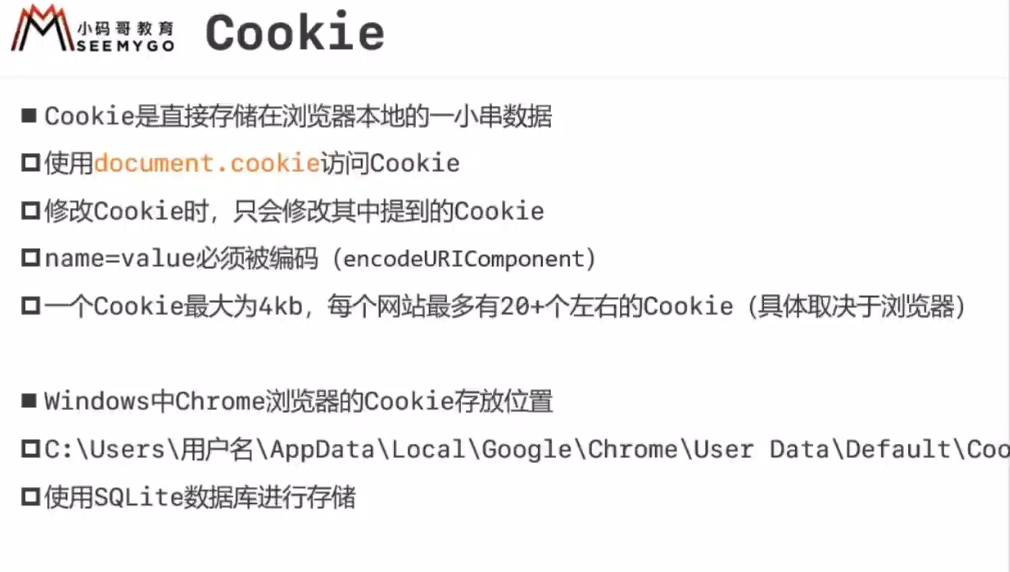 小码哥教育
SEEMYGO
Cookie
Cookie是直接存储在浏览器本地的一小串数据
使用document.cookie访问Cookie
修改Cookie时，只会修改其中提到的Cookie
name=value必须被编码（encodeURIComponent）
一个Cookie最大为4kb，每个网站最多有20+个左右的Cookie（具体取决于浏览器）
Windows中Chrome浏览器的Cookie存放位置
C:\Users\用户名\AppData\Local\Google\Chrome\User Data\Default\Coo
使用SQLite数据库进行存储